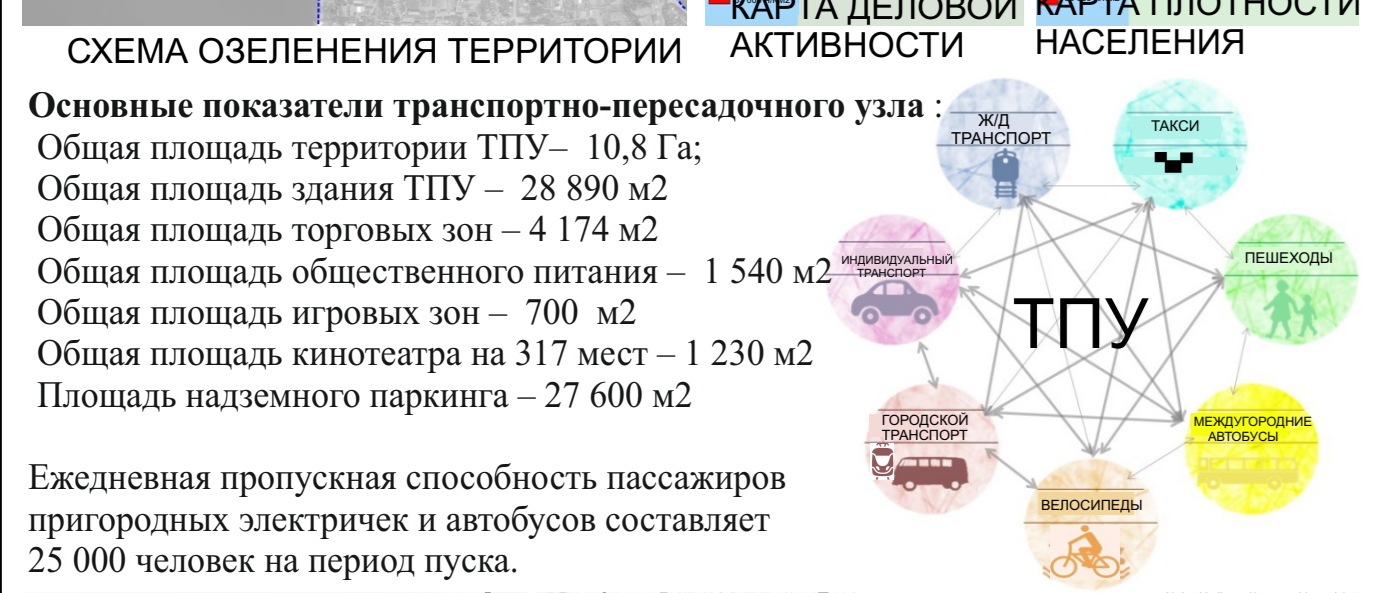 КАРТА ДЕЛОВОЙ
АКТИВНОСТИ
КАРТА ПЛОТНОСТИ
НАСЕЛЕНИЯ
СХЕМА ОЗЕЛЕНЕНИЯ ТЕРРИТОРИИ
Основные показатели транспортно-пересадочного узла :
Общая площадь территории ТПУ– 10,8 Га;
Общая площадь здания ТПУ – 28 890 м2
Общая площадь торговых зон – 4 174 м2
Общая площадь общественного питания – 1 540 м2
Общая площадь игровых зон – 700 м2
Общая площадь кинотеатра на 317 мест – 1 230 м2
Площадь надземного паркинга – 27 600 м2
Ежедневная пропускная способность пассажиров
пригородных электричек и автобусов составляет
25 000 человек на период пуска.
Ж/Д
ТРАНСПОРТ
ТАКСИ
ИНДИВИДУАЛЬНЫЙ
ТРАНСПОРТ
ПЕШЕХОДЫ
ТПУ
ГОРОДСКОЙ
ТРАНСПОРТ
МЕЖДУГОРОДНИЕ
АВТОБУСЫ
ВЕЛОСИПЕДЫ